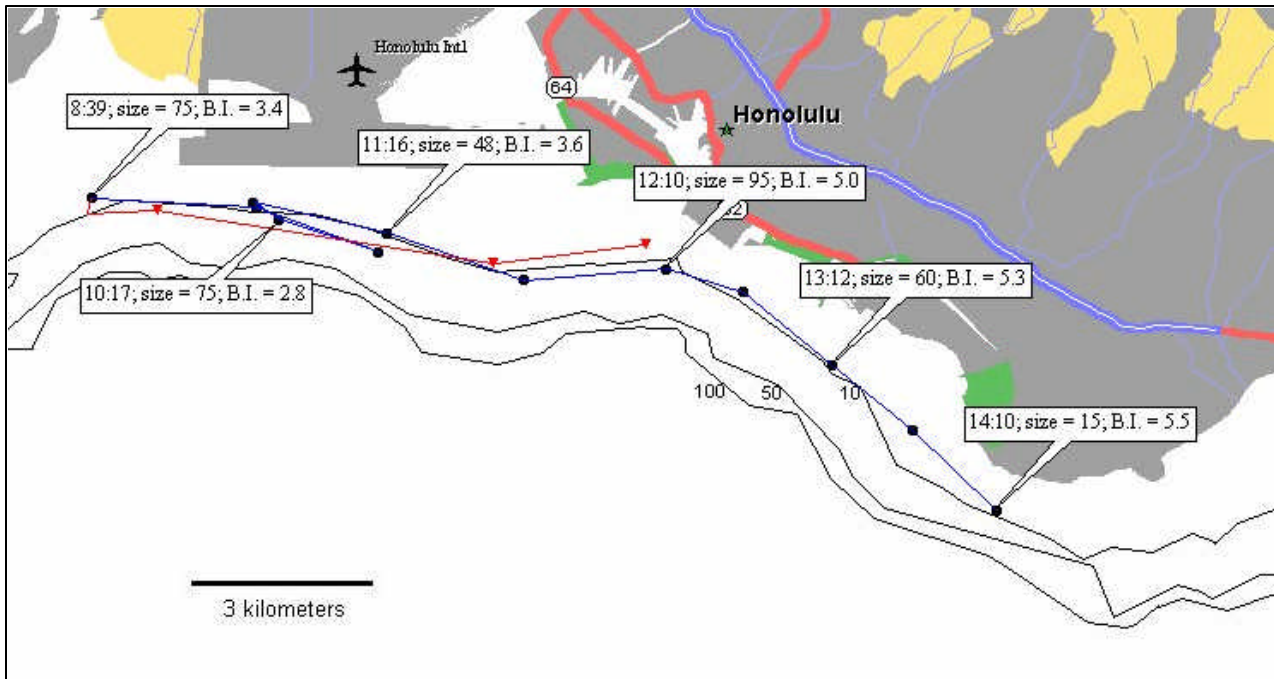 Honolulu Intl
64
8:39; size = 75; B.I. = 3.4
Honolulu
11:16; size = 48; B.I. = 3.6
12:10; size = 95; B.I. = 5.0
13:12; size = 60; B.I. = 5.3
10:17; size = 75; B.I. = 2.8
100 50 10
14:10; size = 15; B.I. = 5.5
3 kilometers